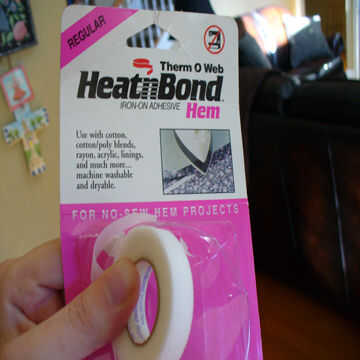 REGULAR
Therm O Web
HeatnBond
IRON-ON ADHESIVE Hem
Use with cotton,
cotton/poly blends,
rayon, acrylic, linings,
and much more...
machine washable
and dryable.
FOR NO-SEW HEM PROJECTS